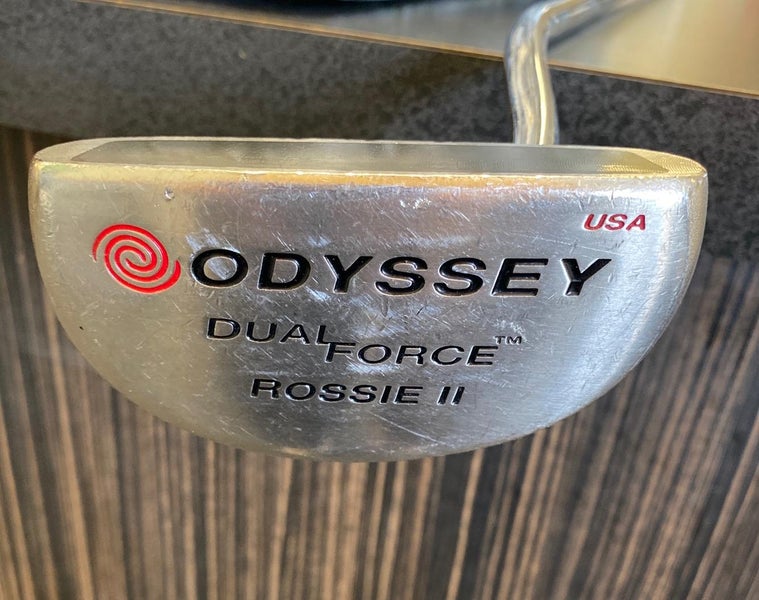 USA
ODYSSEY
DUAL FORCE™
ROSSIE II